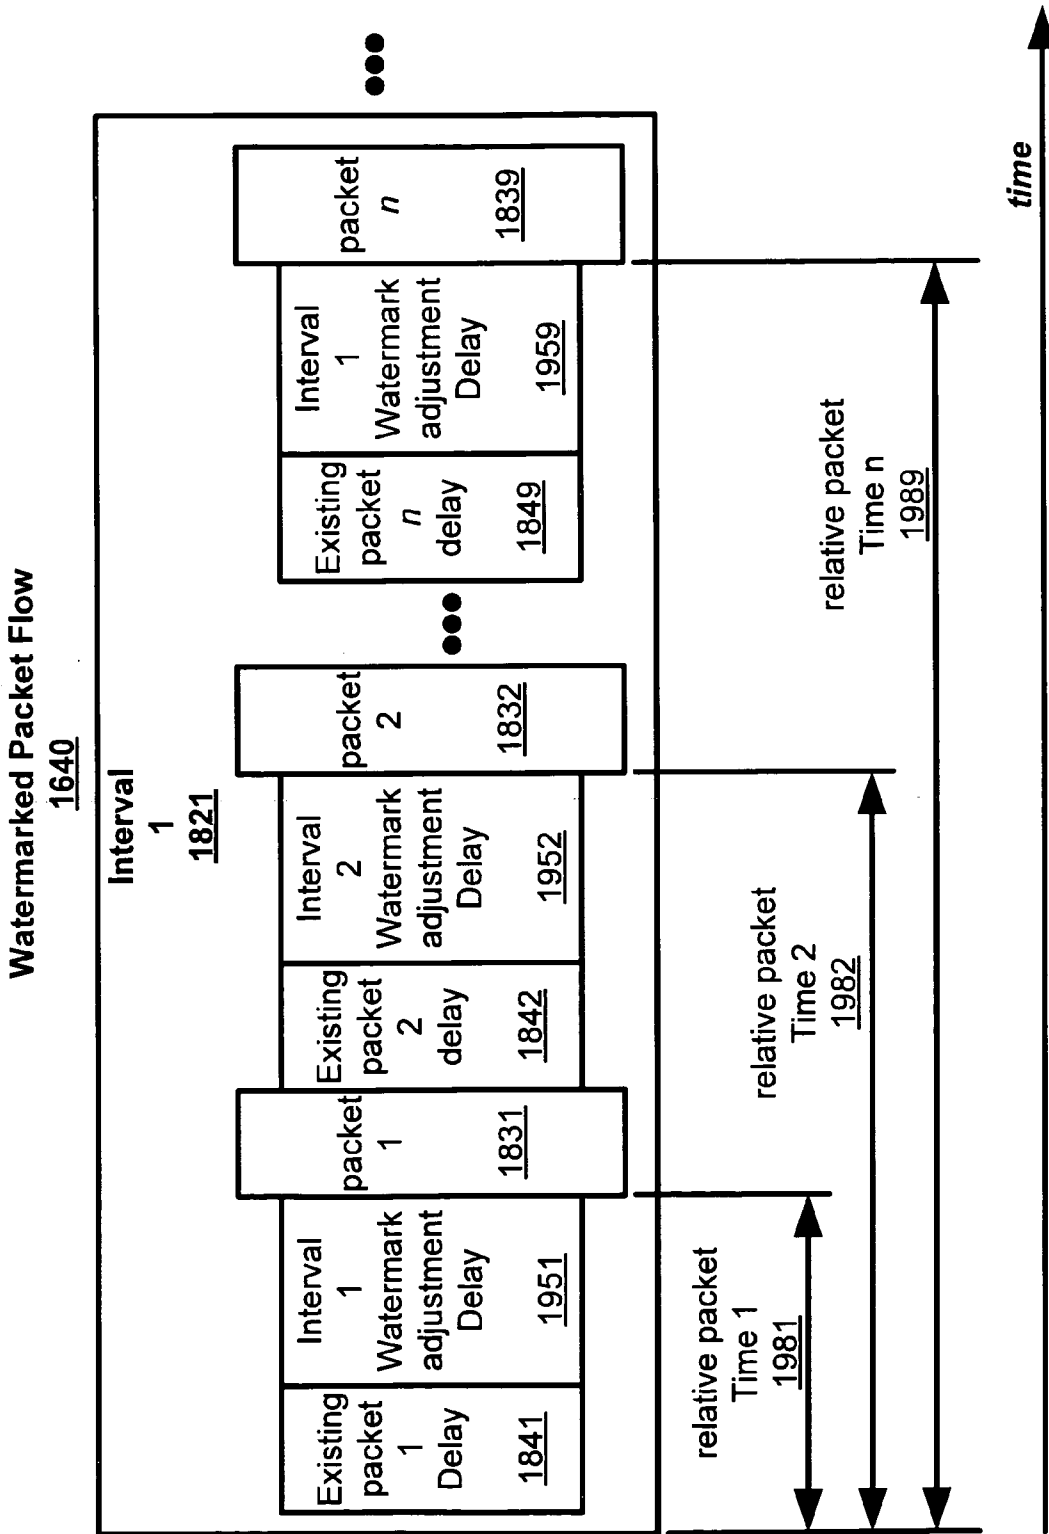 Watermarked Packet Flow
1640
Interval
1
1821
Existing
packet
1
Delay
1841
Interval
1
Watermark
adjustment
Delay
1951
packet
1
1831
Existing
packet
2
delay
1842
Interval
2
Watermark
adjustment
Delay
1952
packet
2
1832
Existing
packet
n
delay
1849
Interval
1
Watermark
adjustment
Delay
1959
packet
n
1839
relative packet
Time 1
1981
relative packet
Time 2
1982
relative packet
Time n
1989
time